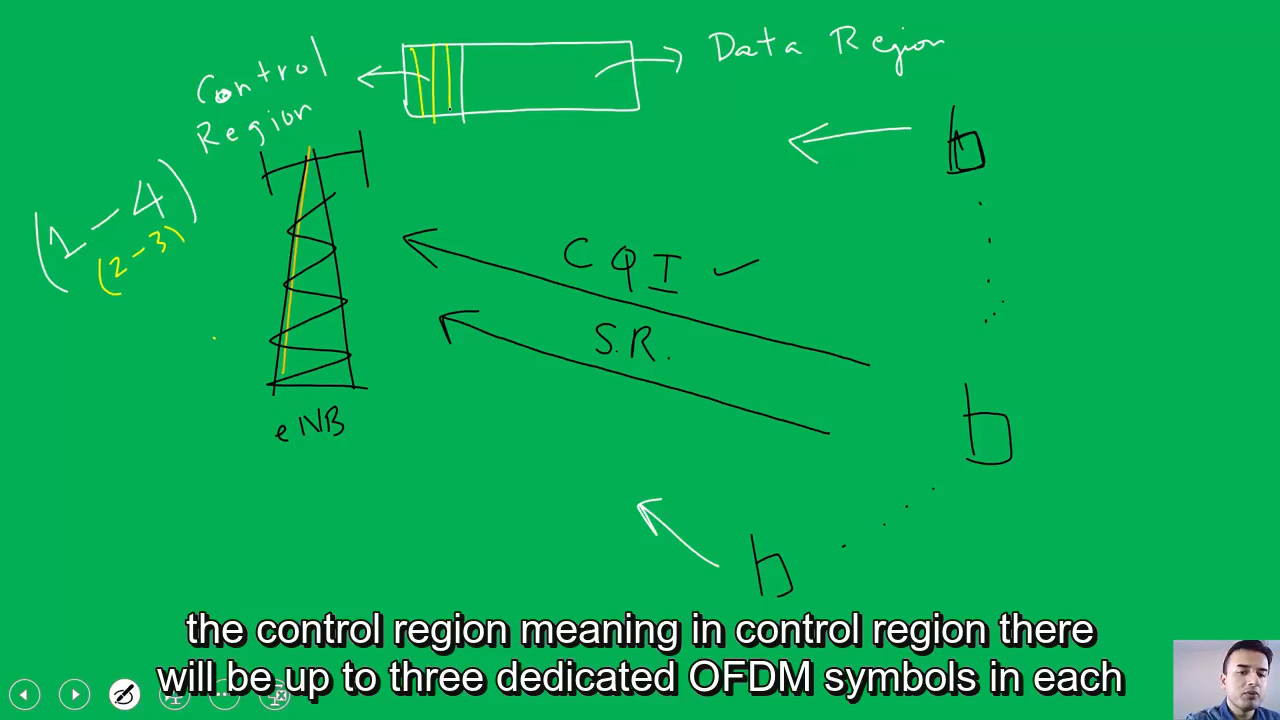 Data Region
Control
Region
(1-4)
(2-3)
CQI ✓
S.R.
eNB
the control region meaning in control region there
will be up to three dedicated OFDM symbols in each